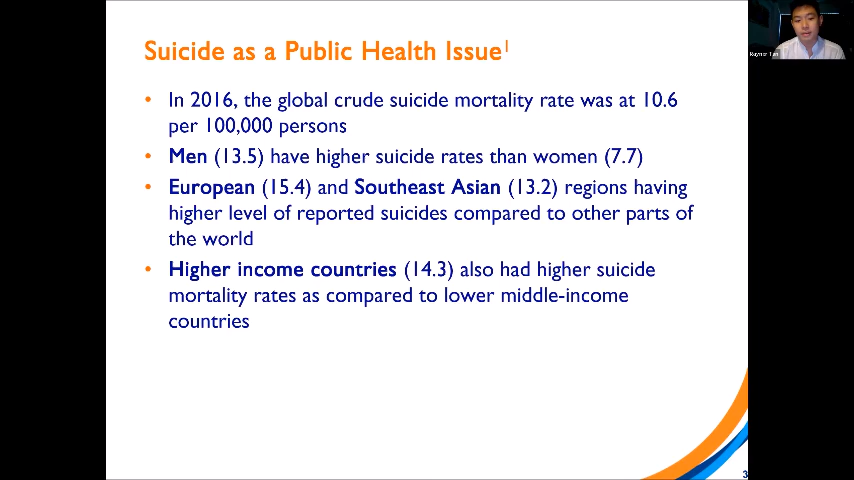 Suicide as a Public Health Issue¹
• In 2016, the global crude suicide mortality rate was at 10.6
per 100,000 persons
• Men (13.5) have higher suicide rates than women (7.7)
• European (15.4) and Southeast Asian (13.2) regions having
higher level of reported suicides compared to other parts of
the world
• Higher income countries (14.3) also had higher suicide
mortality rates as compared to lower middle-income
countries
3
Rayner Tan